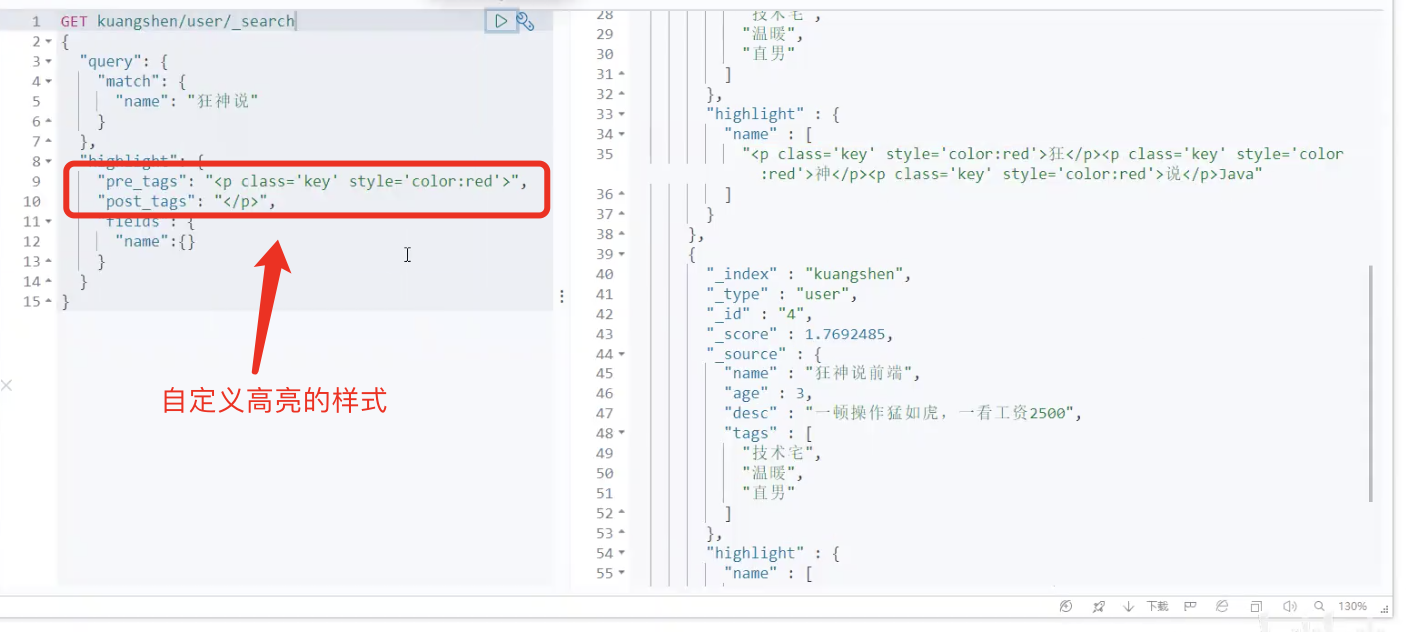 1 GET kuangshen/user/_search
2 {
3 "query": {
4 "match": {
5 "name": "狂神说"
6 }
7 },
8 "highlight": {
9 "pre_tags": "<p class='key' style='color:red'>",
10 "post_tags": "</p>",
11 "fields": {
12 "name":{}
13 }
14 }
15 }
自定义高亮的样式
28 "技术宅",
29 "温暖",
30 "直男"
31 ]
32 },
33 "highlight" : {
34 "name" : [
35 "<p class='key' style='color:red'>狂</p><p class='key' style='color
:red'>神</p><p class='key' style='color:red'>说</p>Java"
36 ]
37 }
38 },
39 {
40 "_index" : "kuangshen",
41 "_type" : "user",
42 "_id" : "4",
43 "_score" : 1.7692485,
44 "_source" : {
45 "name" : "狂神说前端",
46 "age" : 3,
47 "desc" : "一顿操作猛如虎，一看工资2500",
48 "tags" : [
49 "技术宅",
50 "温暖",
51 "直男"
52 ]
53 },
54 "highlight" : {
55 "name" : [
下载
130%